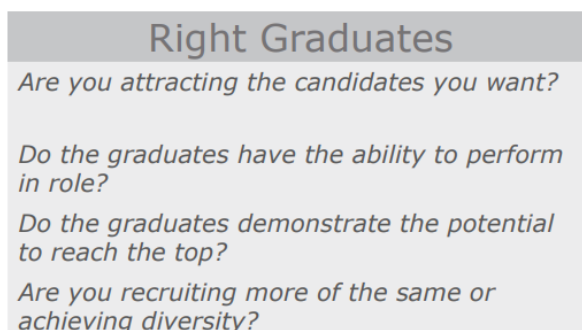 Right Graduates
Are you attracting the candidates you want?
Do the graduates have the ability to perform
in role?
Do the graduates demonstrate the potential
to reach the top?
Are you recruiting more of the same or
achieving diversity?